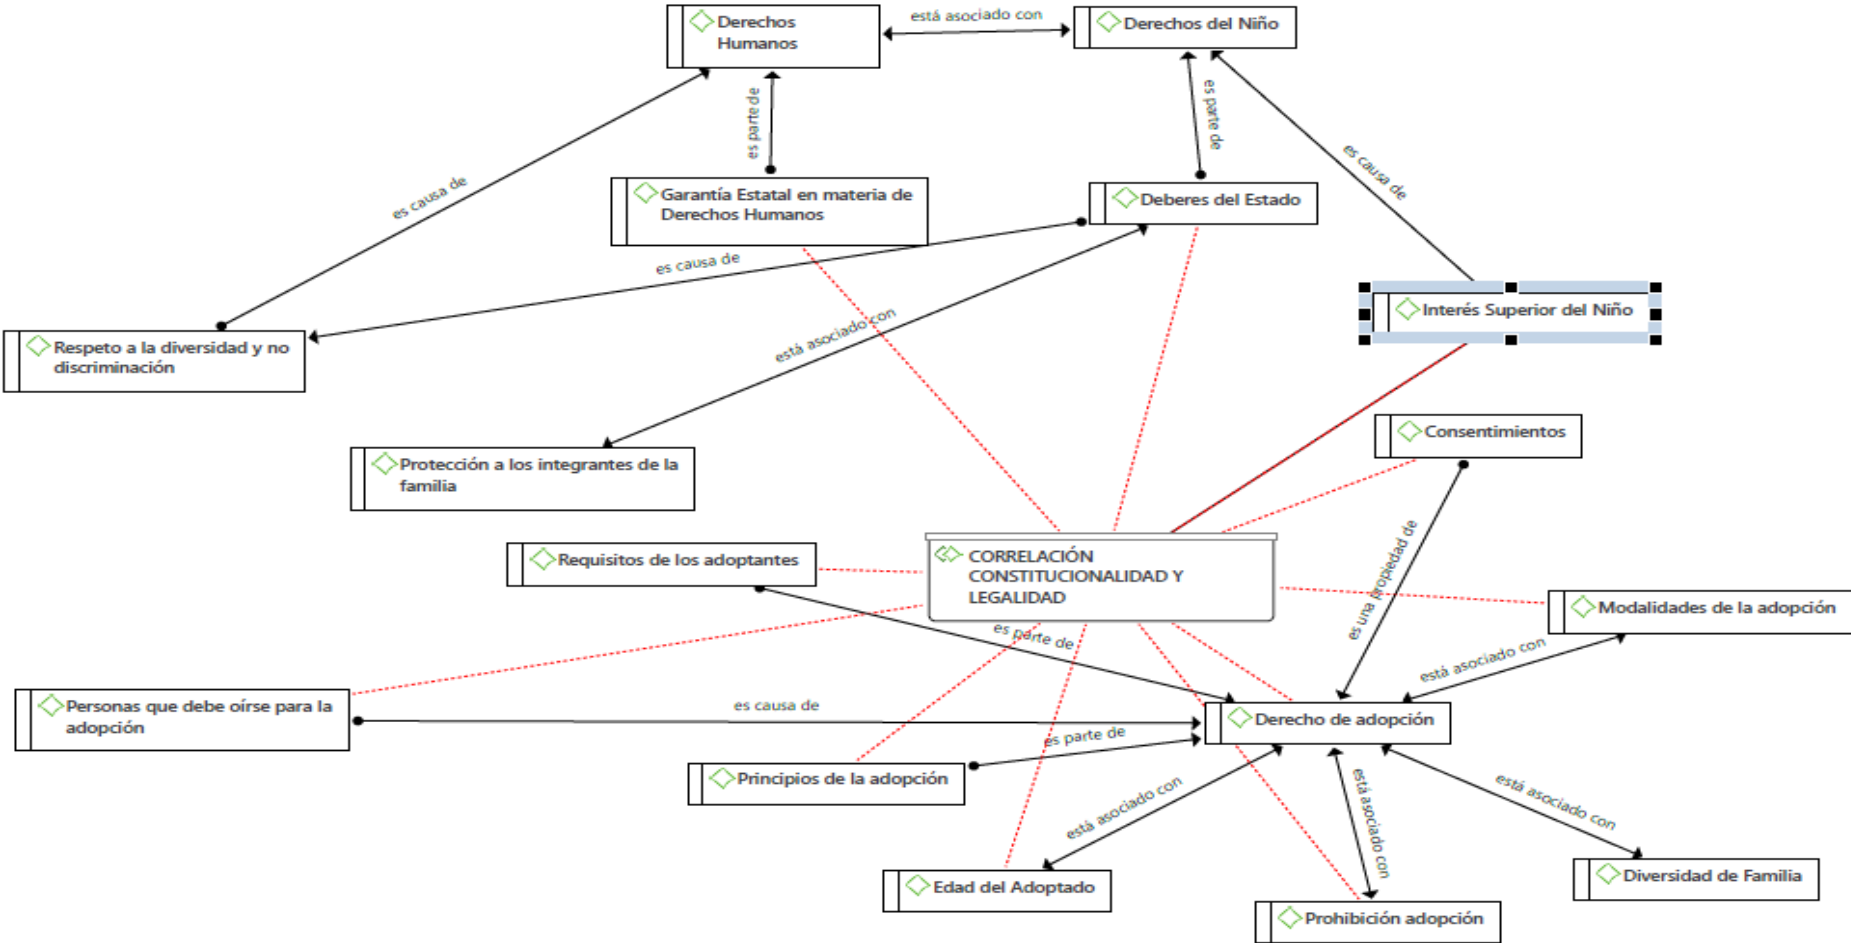 Derechos
Humanos
está asociado con
Derechos del Niño
es parte de
es parte de
es causa de
es causa de
Garantía Estatal en materia de
Derechos Humanos
Deberes del Estado
es causa de
está asociado con
Interés Superior del Niño
Respeto a la diversidad y no
discriminación
Protección a los integrantes de la
familia
Consentimientos
es una propiedad de
Requisitos de los adoptantes
CORRELACIÓN
CONSTITUCIONALIDAD Y
LEGALIDAD
Modalidades de la adopción
es parte de
está asociado con
Personas que debe oírse para la
adopción
es causa de
Derecho de adopción
es parte de
Principios de la adopción
está asociado con
está asociado con
está asociado con
Edad del Adoptado
Diversidad de Familia
Prohibición adopción